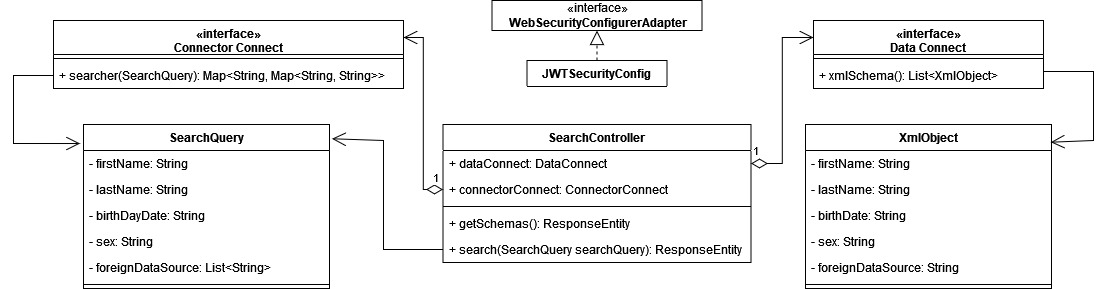 «interface»
WebSecurityConfigurerAdapter
JWTSecurityConfig
«interface»
Connector Connect
+ searcher(SearchQuery): Map<String, Map<String, String>>
«interface»
Data Connect
+ xmlSchema(): List<XmlObject>
SearchQuery
- firstName: String
- lastName: String
- birthDayDate: String
- sex: String
- foreignDataSource: List<String>
1
SearchController
+ dataConnect: DataConnect
+ connectorConnect: ConnectorConnect
+ getSchemas(): ResponseEntity
+ search(SearchQuery searchQuery): ResponseEntity
1
XmlObject
- firstName: String
- lastName: String
- birthDate: String
- sex: String
- foreignDataSource: String